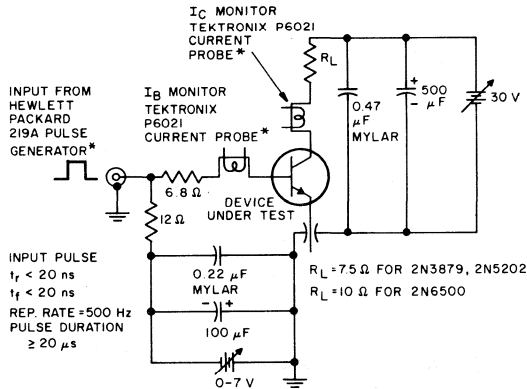 I_C MONITOR
TEKTRONIX P6021
CURRENT
PROBE*
R_L
INPUT FROM
HEWLETT
PACKARD
219A PULSE
GENERATOR*
I_B MONITOR
TEKTRONIX
P6021
CURRENT PROBE*
0.47
µF
MYLAR
+
500
µF
-
30 V
6.8 Ω
DEVICE
UNDER TEST
12 Ω
INPUT PULSE
t_r < 20 ns
t_f < 20 ns
REP. RATE = 500 Hz
PULSE DURATION
≥ 20 µs
0.22 µF
MYLAR
- +
100 µF
0-7 V
R_L = 7.5 Ω FOR 2N3879, 2N5202
R_L = 10 Ω FOR 2N6500